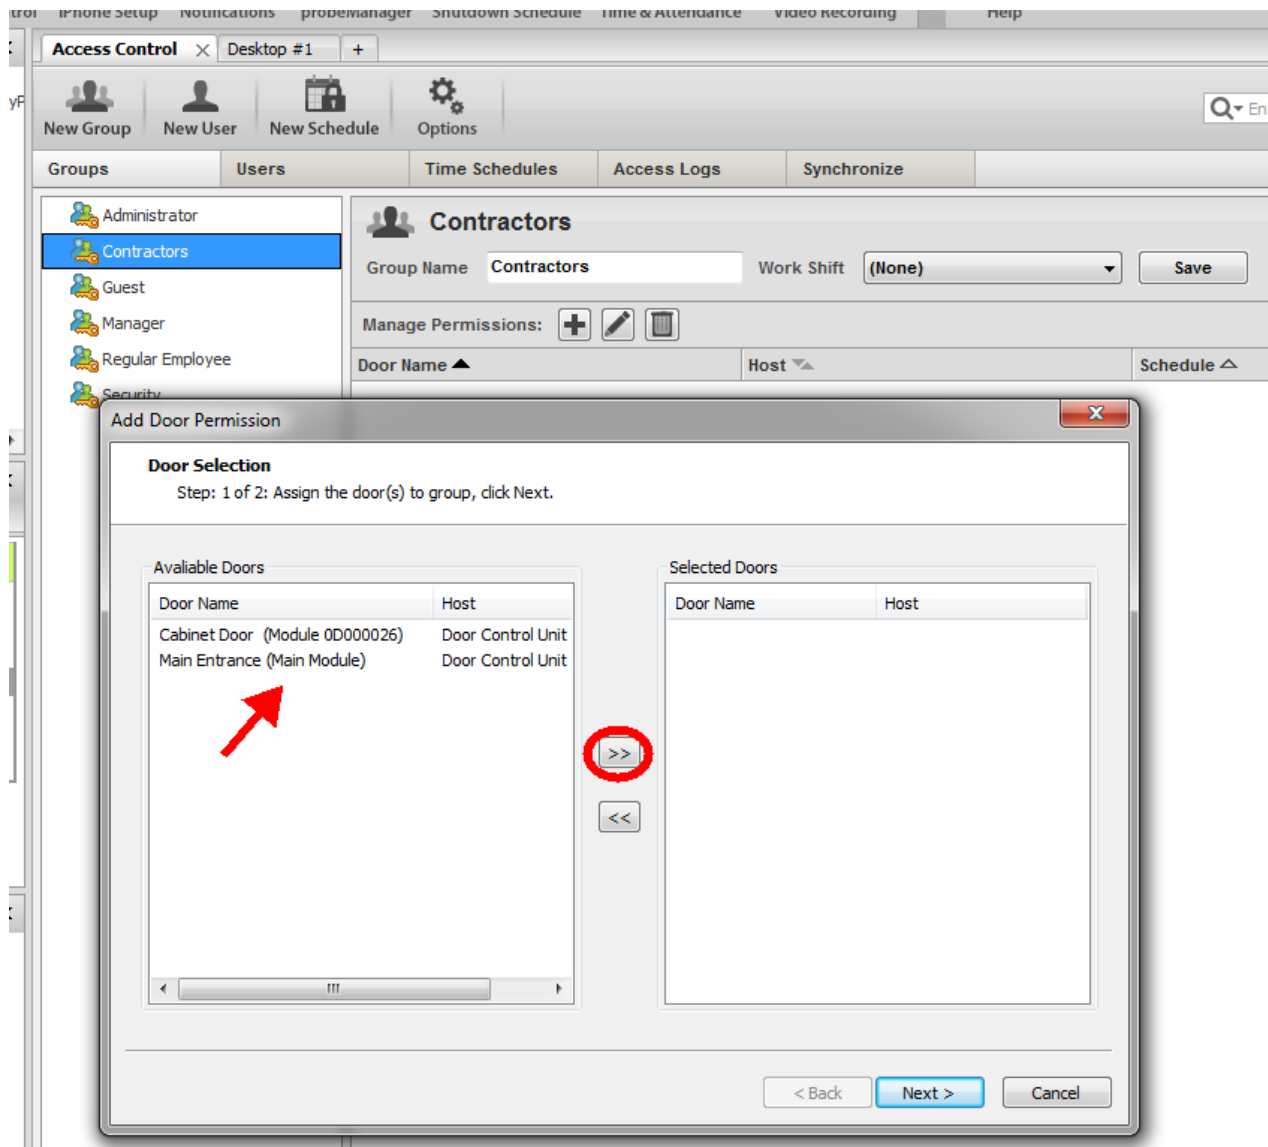 iPhone Setup Notifications probeManager Shutdown Schedule Time & Attendance Video Recording Help
Access Control Desktop #1 +
New Group New User New Schedule Options
Groups Users Time Schedules Access Logs Synchronize
Administrator
Contractors
Guest
Manager
Regular Employee
Security
Contractors
Group Name Contractors Work Shift (None) Save
Manage Permissions:
Door Name Host Schedule
Add Door Permission
Door Selection
Step: 1 of 2: Assign the door(s) to group, click Next.
Avaliable Doors
Door Name Host
Cabinet Door (Module 0D000026) Door Control Unit
Main Entrance (Main Module) Door Control Unit
>>
<<
Selected Doors
Door Name Host
< Back Next > Cancel